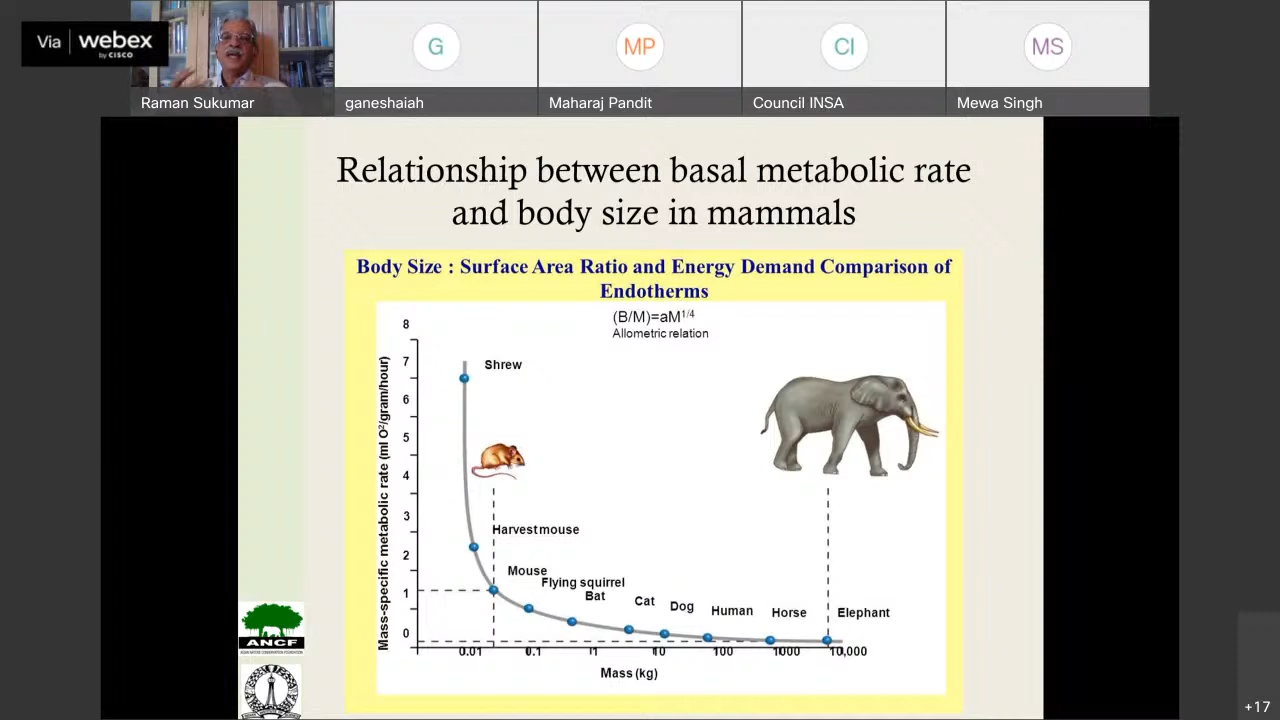 Via webex
by CISCO
G
MP
CI
MS
Raman Sukumar
ganeshaiah
Maharaj Pandit
Council INSA
Mewa Singh
Relationship between basal metabolic rate
and body size in mammals
Body Size : Surface Area Ratio and Energy Demand Comparison of
Endotherms
(B/M)=aM1/4
Allometric relation
Mass-specific metabolic rate (ml O2/gram/hour)
8
7
6
5
4
3
2
1
0
Shrew
Harvest mouse
Mouse
Flying squirrel
Bat
Cat
Dog
Human
Horse
Elephant
0.01
0.1
1
10
100
1000
10,000
Mass (kg)
ANCF
+17